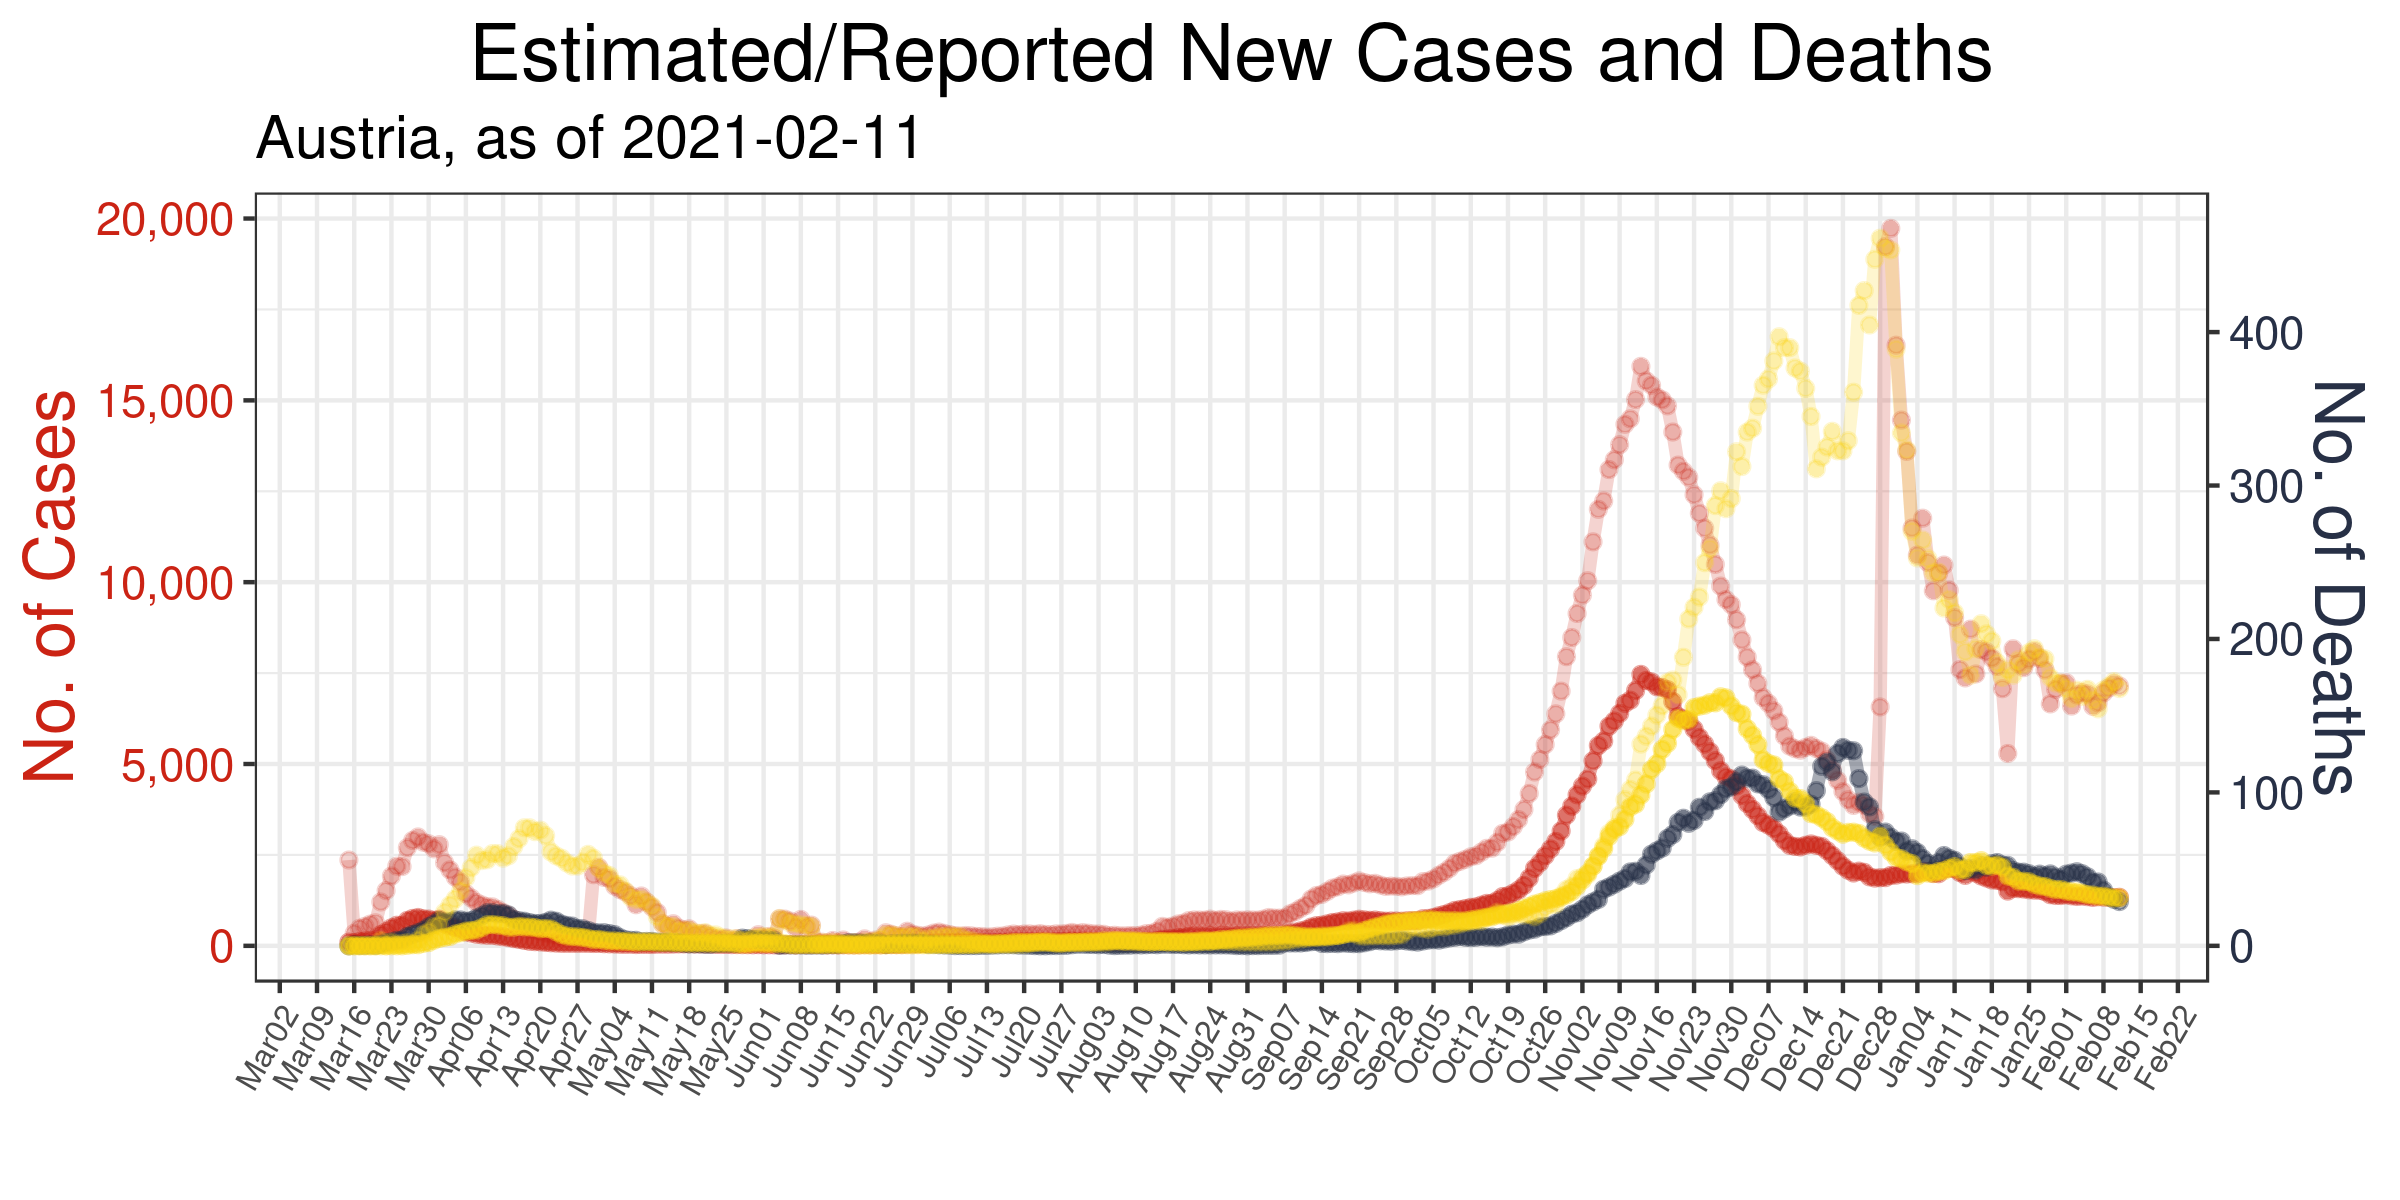 Estimated/Reported New Cases and Deaths
Austria, as of 2021-02-11
No. of Cases
20,000
15,000
10,000
5,000
0
400
300
200
100
0
No. of Deaths
Mar02
Mar09
Mar16
Mar23
Mar30
Apr06
Apr13
Apr20
Apr27
May04
May11
May18
May25
Jun01
Jun08
Jun15
Jun22
Jun29
Jul06
Jul13
Jul20
Jul27
Aug03
Aug10
Aug17
Aug24
Aug31
Sep07
Sep14
Sep21
Sep28
Oct05
Oct12
Oct19
Oct26
Nov02
Nov09
Nov16
Nov23
Nov30
Dec07
Dec14
Dec21
Dec28
Jan04
Jan11
Jan18
Jan25
Feb01
Feb08
Feb15
Feb22